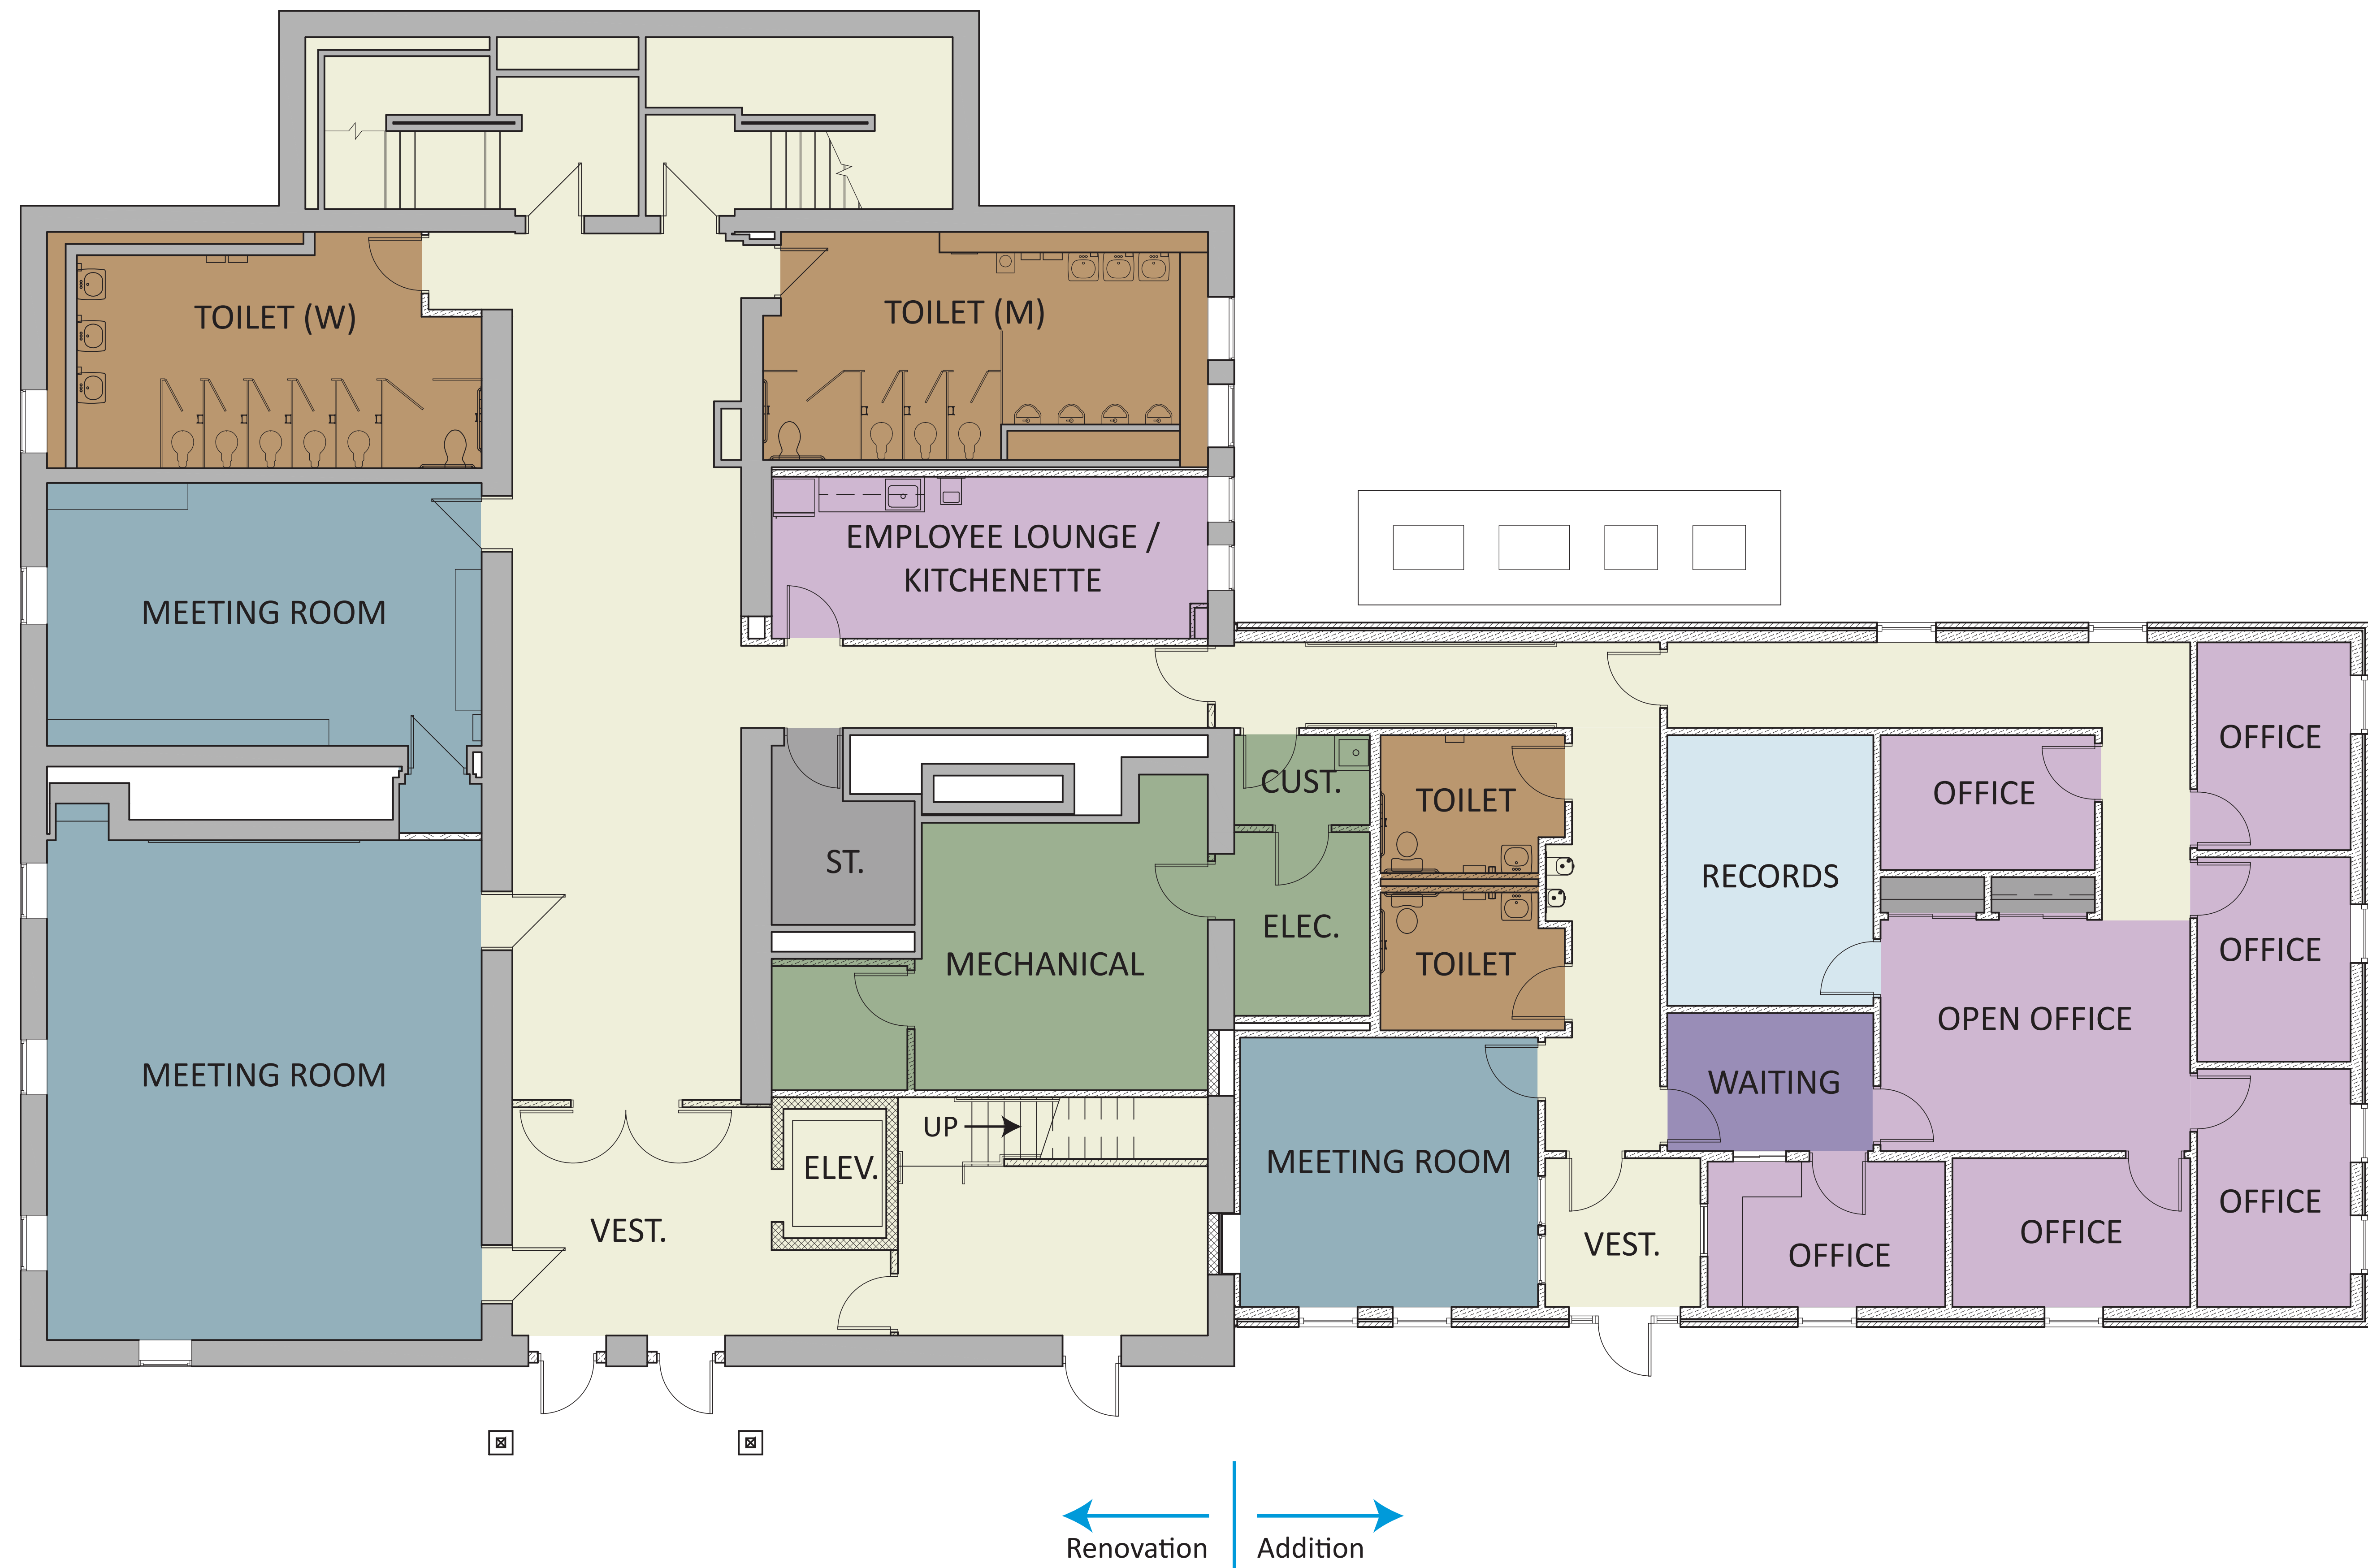 TOILET (W)
TOILET (M)
EMPLOYEE LOUNGE /
KITCHENETTE
MEETING ROOM
OFFICE
CUST.
TOILET
OFFICE
ST.
RECORDS
ELEC.
OFFICE
MECHANICAL
TOILET
OPEN OFFICE
MEETING ROOM
WAITING
UP
ELEV.
MEETING ROOM
OFFICE
VEST.
VEST.
OFFICE
OFFICE
Renovation
Addition